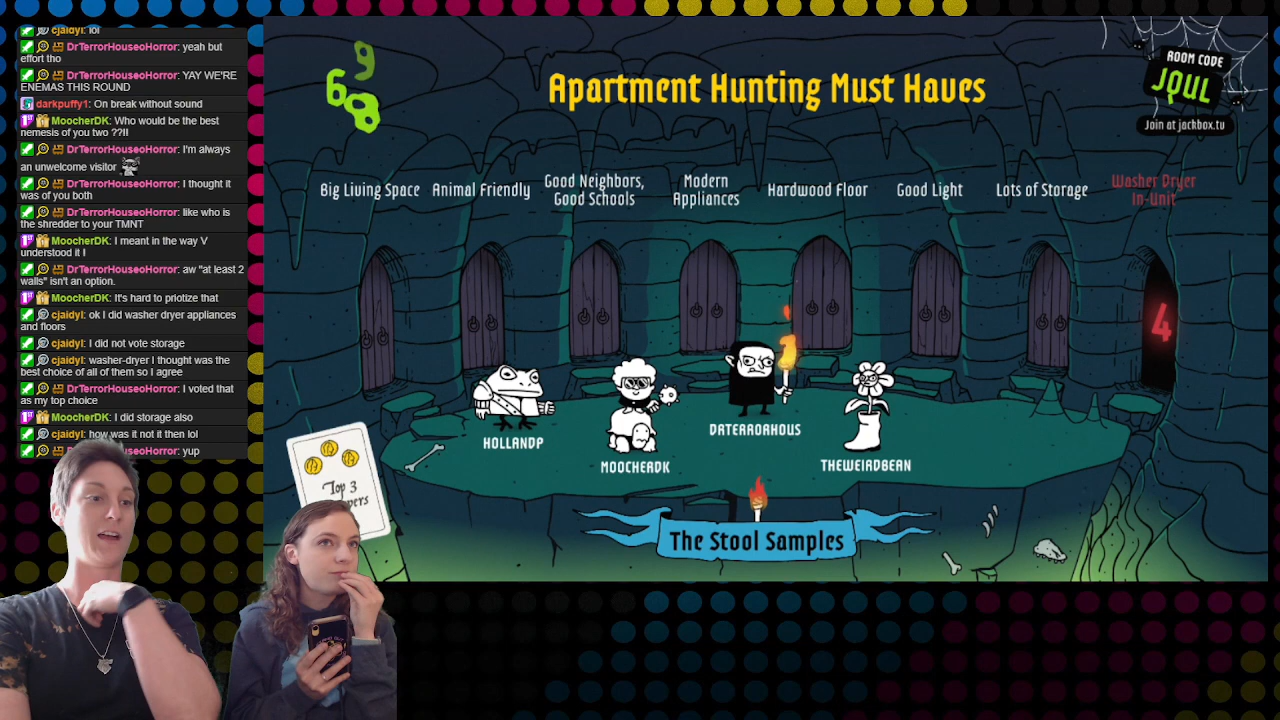 cjaidyl: lol
DrTerrorHouseoHorror: yeah but
effort tho
DrTerrorHouseoHorror: YAY WE'RE
ENEMAS THIS ROUND
darkpuffy1: On break without sound
MoocherDK: Who would be the best
nemesis of you two ??!!
DrTerrorHouseoHorror: I'm always
an unwelcome visitor
DrTerrorHouseoHorror: I thought it
was of you both
DrTerrorHouseoHorror: like who is
the shredder to your TMNT
MoocherDK: I meant in the way V
understood it !
DrTerrorHouseoHorror: aw "at least 2
walls" isn't an option.
MoocherDK: It's hard to priotize that
cjaidyl: ok I did washer dryer appliances
and floors
cjaidyl: I did not vote storage
cjaidyl: washer-dryer I thought was the
best choice of all of them so I agree
DrTerrorHouseoHorror: I voted that
as my top choice
MoocherDK: I did storage also
cjaidyl: how was it not it then lol
useoHorror: yup
9
6
8
Apartment Hunting Must Haves
ROOM CODE
JQUL
Join at jackbox.tv
Big Living Space
Animal Friendly
Good Neighbors,
Good Schools
Modern
Appliances
Hardwood Floor
Good Light
Lots of Storage
Washer Dryer
In-Unit
4
HOLLANDP
MOOCHERDK
DRTERRORHOUS
THEWEIRDBEAN
Top 3
The Stool Samples